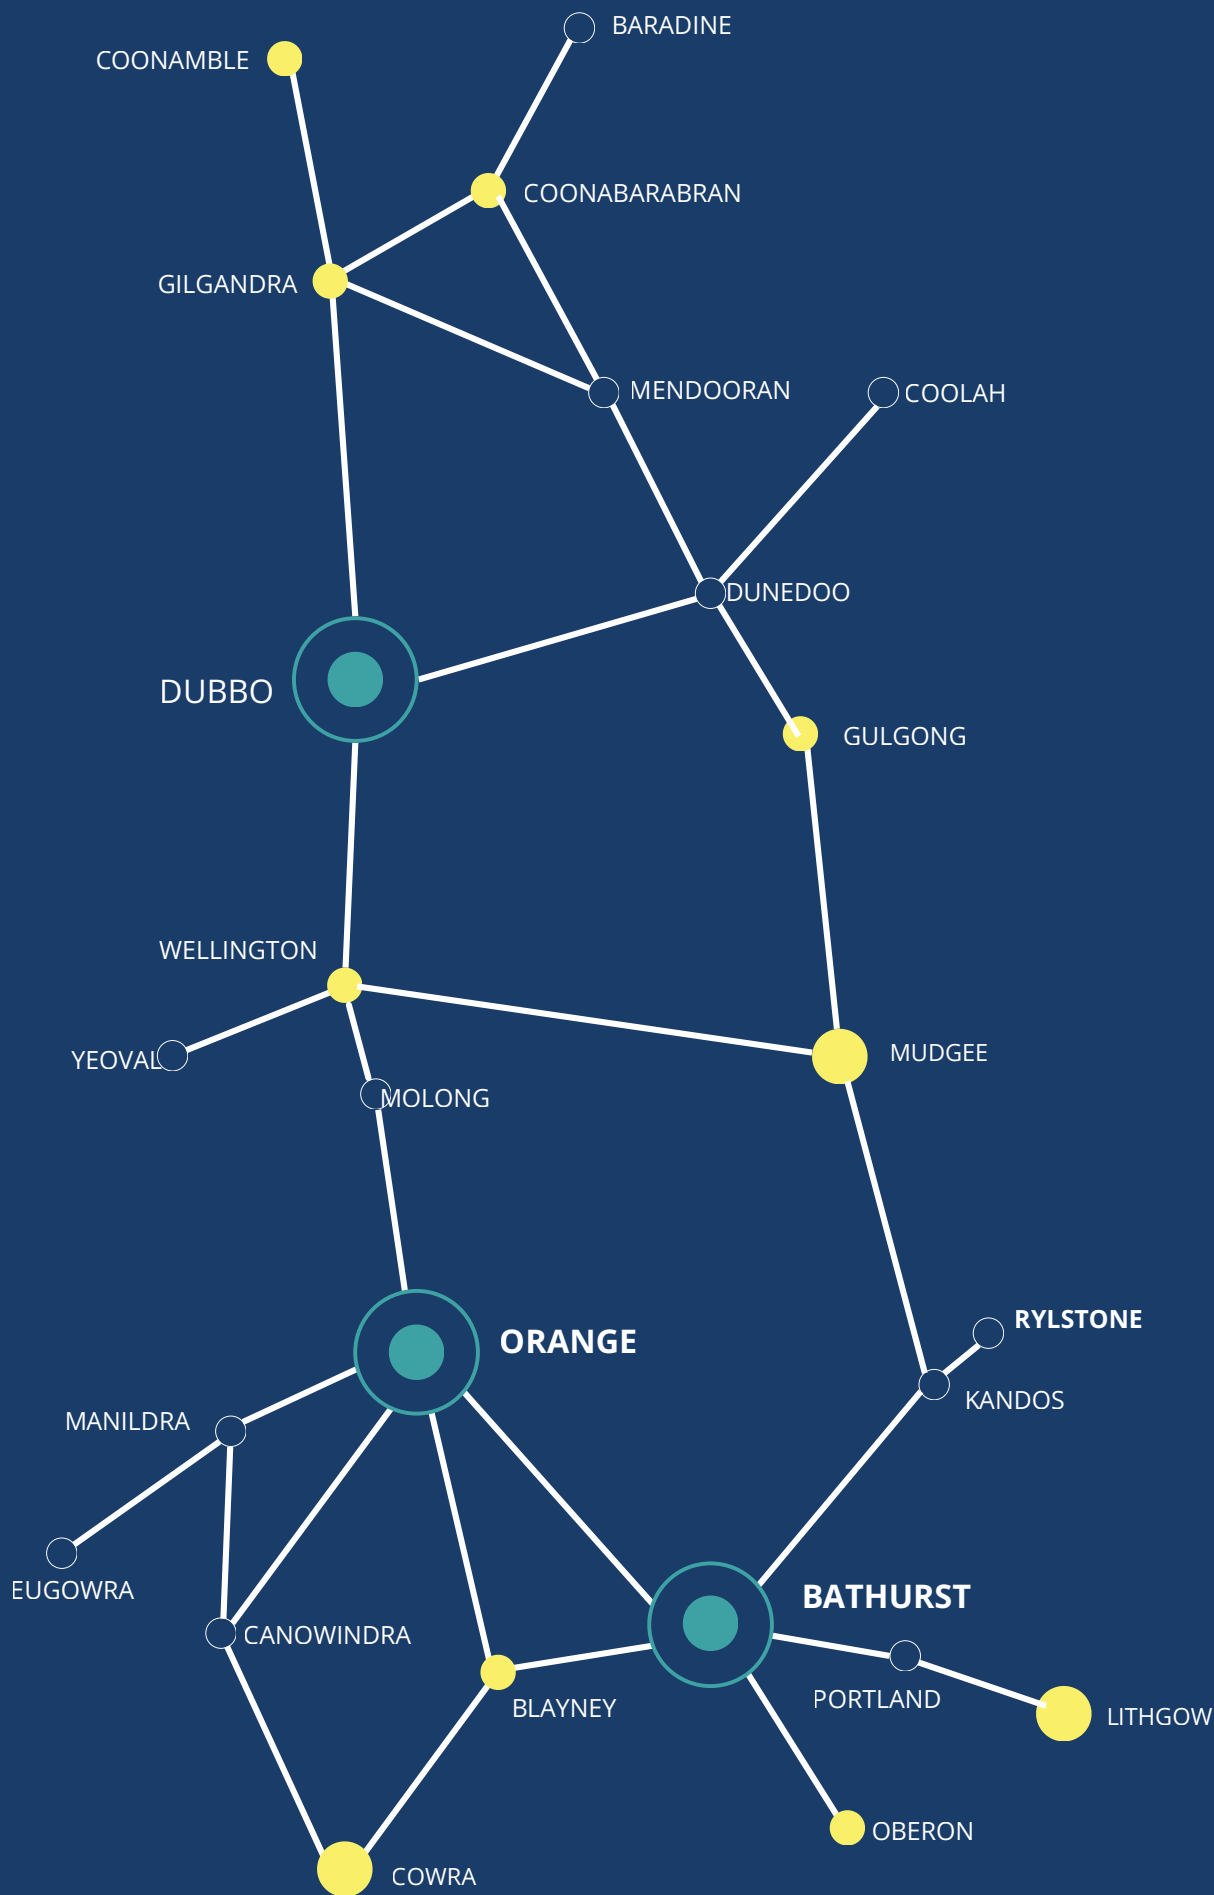 BARADINE
COONAMBLE
COONABARABRAN
GILGANDRA
MENDOORAN
COOLAH
DUNEDOO
DUBBO
GULGONG
WELLINGTON
YEOVAL
MUDGEE
MOLONG
RYLSTONE
ORANGE
KANDOS
MANILDRA
EUGOWRA
BATHURST
CANOWINDRA
PORTLAND
BLAYNEY
LITHGOW
OBERON
COWRA